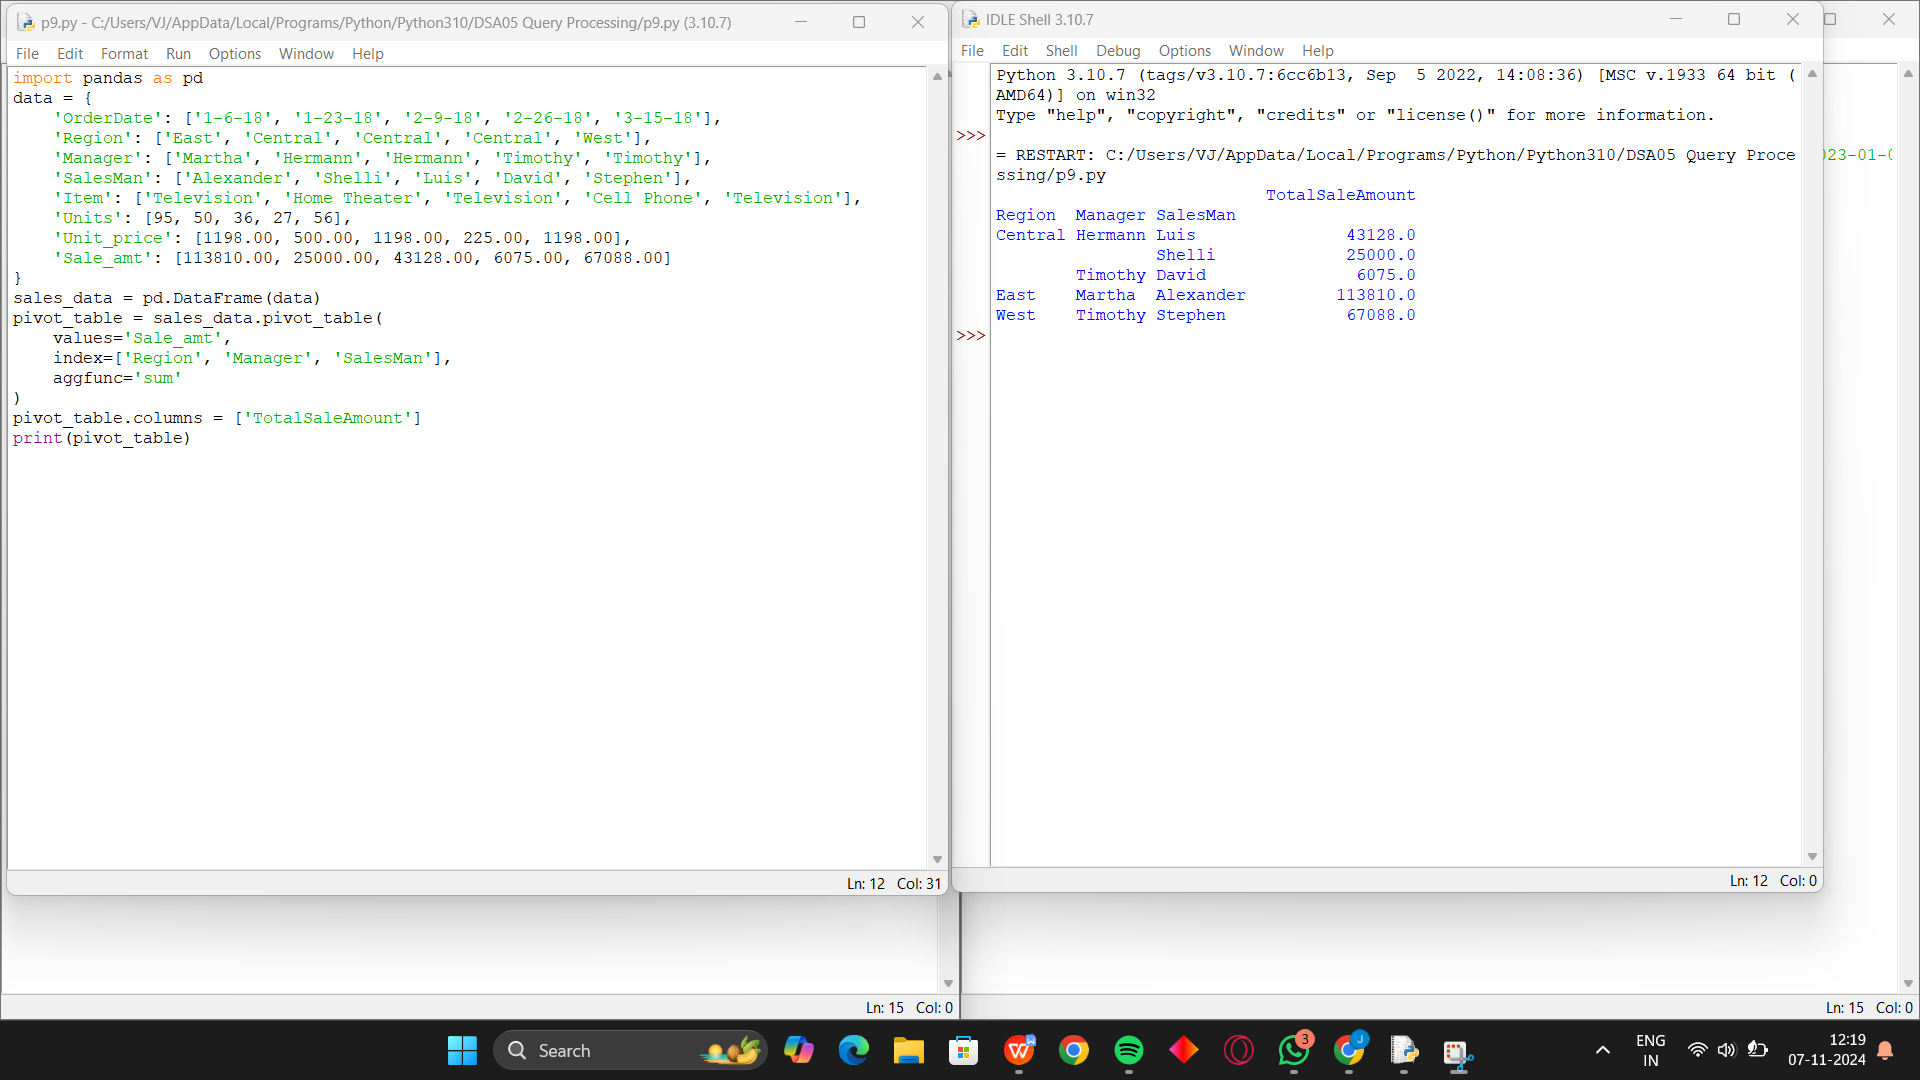 p9.py - C:/Users/VJ/AppData/Local/Programs/Python/Python310/DSA05 Query Processing/p9.py (3.10.7)
File Edit Format Run Options Window Help
import pandas as pd
data = {
    'OrderDate': ['1-6-18', '1-23-18', '2-9-18', '2-26-18', '3-15-18'],
    'Region': ['East', 'Central', 'Central', 'Central', 'West'],
    'Manager': ['Martha', 'Hermann', 'Hermann', 'Timothy', 'Timothy'],
    'SalesMan': ['Alexander', 'Shelli', 'Luis', 'David', 'Stephen'],
    'Item': ['Television', 'Home Theater', 'Television', 'Cell Phone', 'Television'],
    'Units': [95, 50, 36, 27, 56],
    'Unit_price': [1198.00, 500.00, 1198.00, 225.00, 1198.00],
    'Sale_amt': [113810.00, 25000.00, 43128.00, 6075.00, 67088.00]
}
sales_data = pd.DataFrame(data)
pivot_table = sales_data.pivot_table(
    values='Sale_amt',
    index=['Region', 'Manager', 'SalesMan'],
    aggfunc='sum'
)
pivot_table.columns = ['TotalSaleAmount']
print(pivot_table)
Ln: 12 Col: 31
Ln: 15 Col: 0
IDLE Shell 3.10.7
File Edit Shell Debug Options Window Help
Python 3.10.7 (tags/v3.10.7:6cc6b13, Sep  5 2022, 14:08:36) [MSC v.1933 64 bit (
AMD64)] on win32
Type "help", "copyright", "credits" or "license()" for more information.
>>>
= RESTART: C:/Users/VJ/AppData/Local/Programs/Python/Python310/DSA05 Query Proce
ssing/p9.py
                           TotalSaleAmount
Region  Manager SalesMan
Central Hermann Luis               43128.0
                Shelli             25000.0
        Timothy David               6075.0
East    Martha  Alexander         113810.0
West    Timothy Stephen            67088.0
>>>
Ln: 12 Col: 0
Ln: 15 Col: 0
Search
3
J
ENG
IN
12:19
07-11-2024